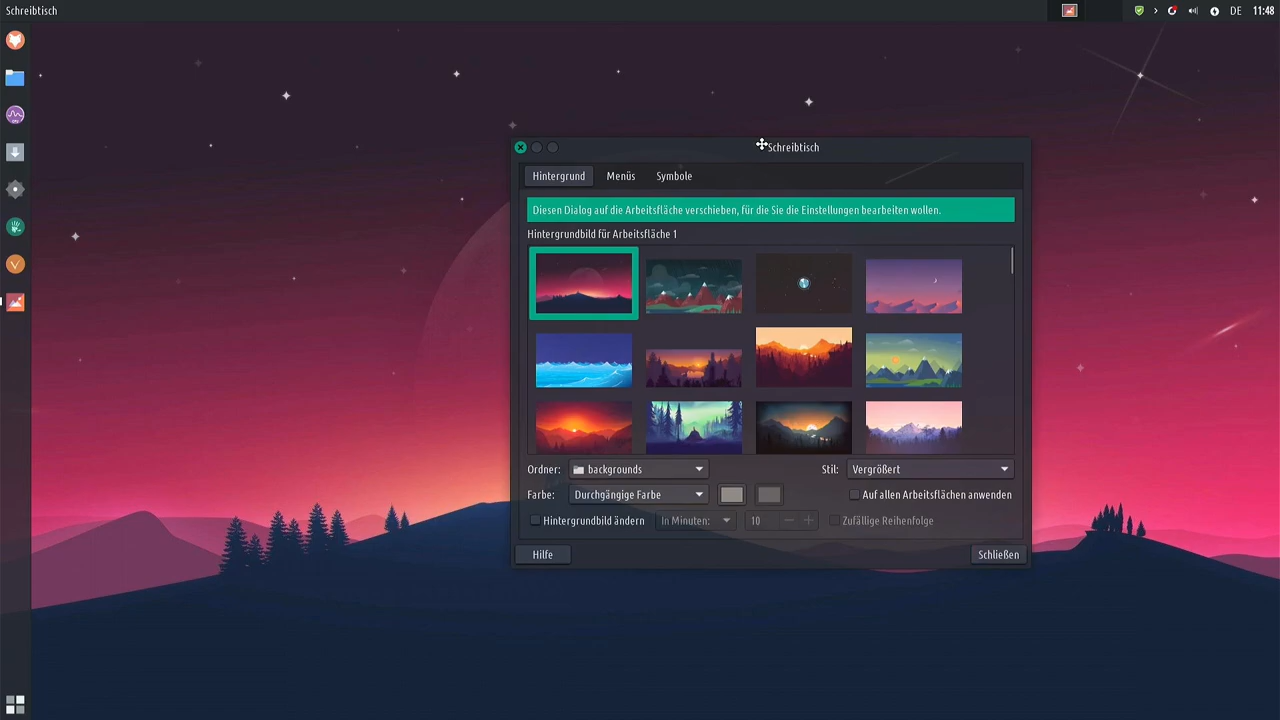 Schreibtisch
DE 11:48
Schreibtisch
Hintergrund Menüs Symbole
Diesen Dialog auf die Arbeitsfläche verschieben, für die Sie die Einstellungen bearbeiten wollen.
Hintergrundbild für Arbeitsfläche 1
Ordner: backgrounds Stil: Vergrößert
Farbe: Durchgängige Farbe Auf allen Arbeitsflächen anwenden
Hintergrundbild ändern In Minuten: 10 Zufällige Reihenfolge
Hilfe Schließen